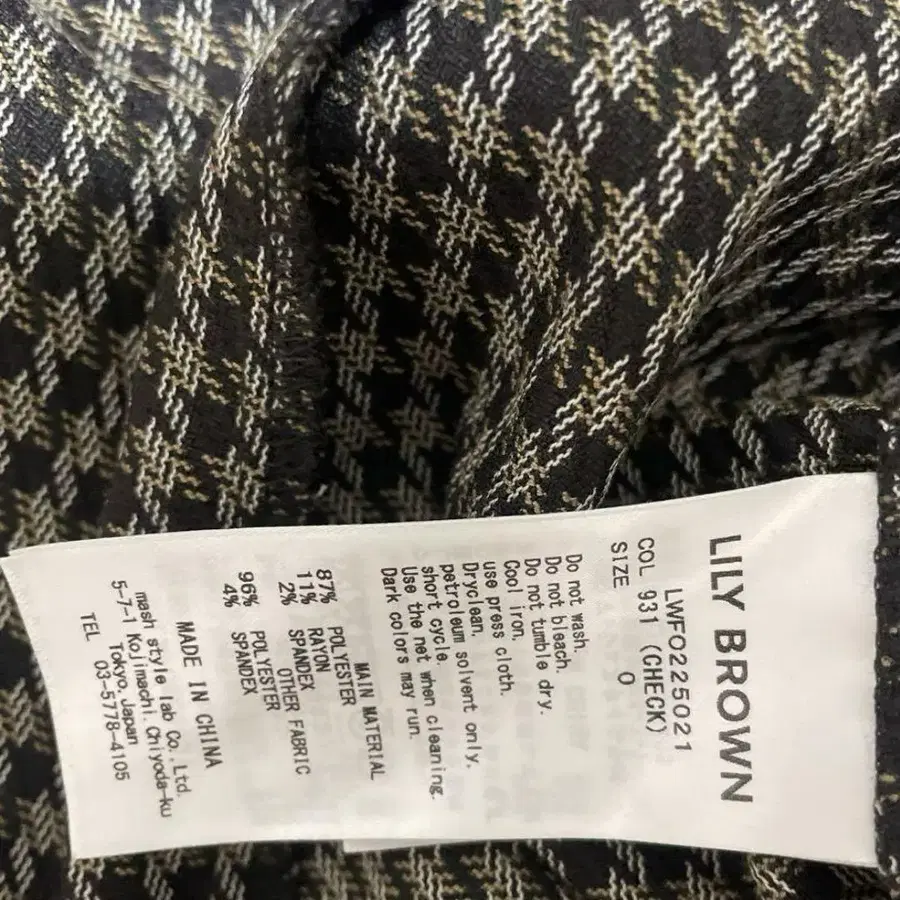 LILY BROWN
LWFO225021
COL 931 (CHECK)
SIZE 0
Do not wash.
Do not bleach.
Do not tumble dry.
Cool iron.
use press cloth.
Dryclean.
petroleum solvent only.
short cycle.
Use the net when cleaning.
Dark colors may run.
MAIN MATERIAL
87% POLYESTER
11% RAYON
2% SPANDEX
OTHER FABRIC
96% POLYESTER
4% SPANDEX
MADE IN CHINA
mash style lab Co., Ltd.
5-7-1 Kojimachi. Chiyoda-ku
Tokyo, Japan
TEL 03-5778-4105